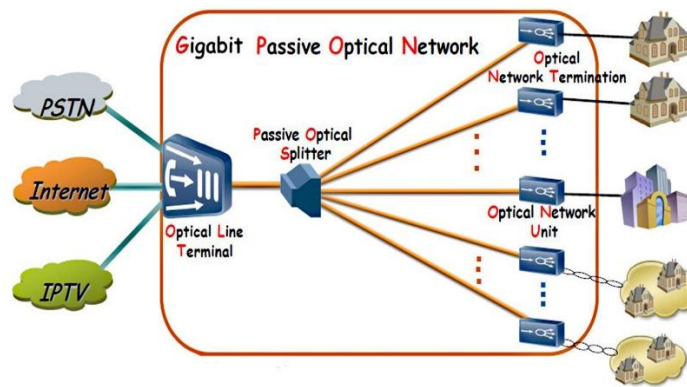 Gigabit Passive Optical Network
PSTN
Internet
IPTV
Optical Line
Terminal
Passive Optical
Splitter
Optical
Network Termination
Optical Network
Unit